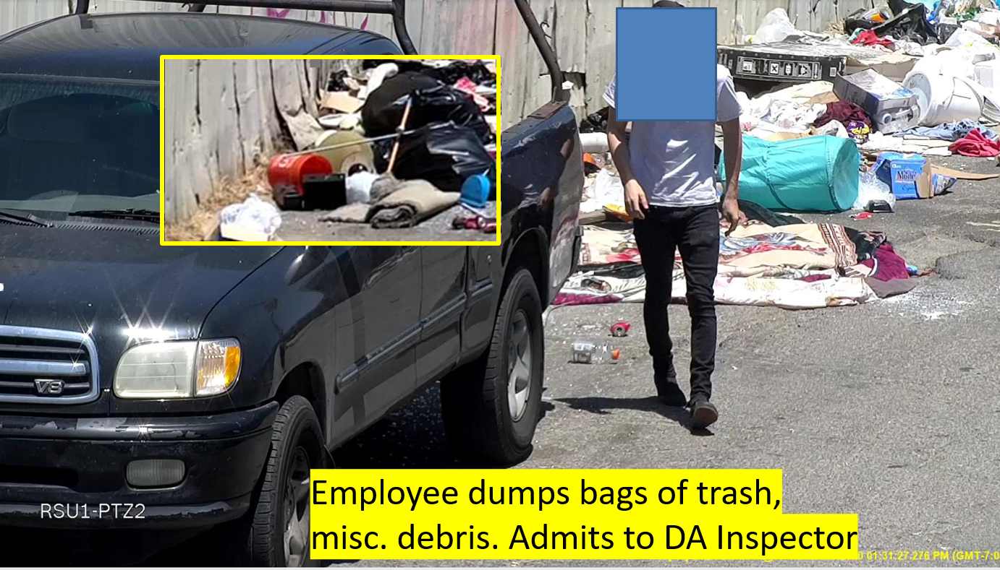 V8
RSU1-PTZ2
Employee dumps bags of trash,
misc. debris. Admits to DA Inspector
0 01:31:27.276 PM (GMT-7:0